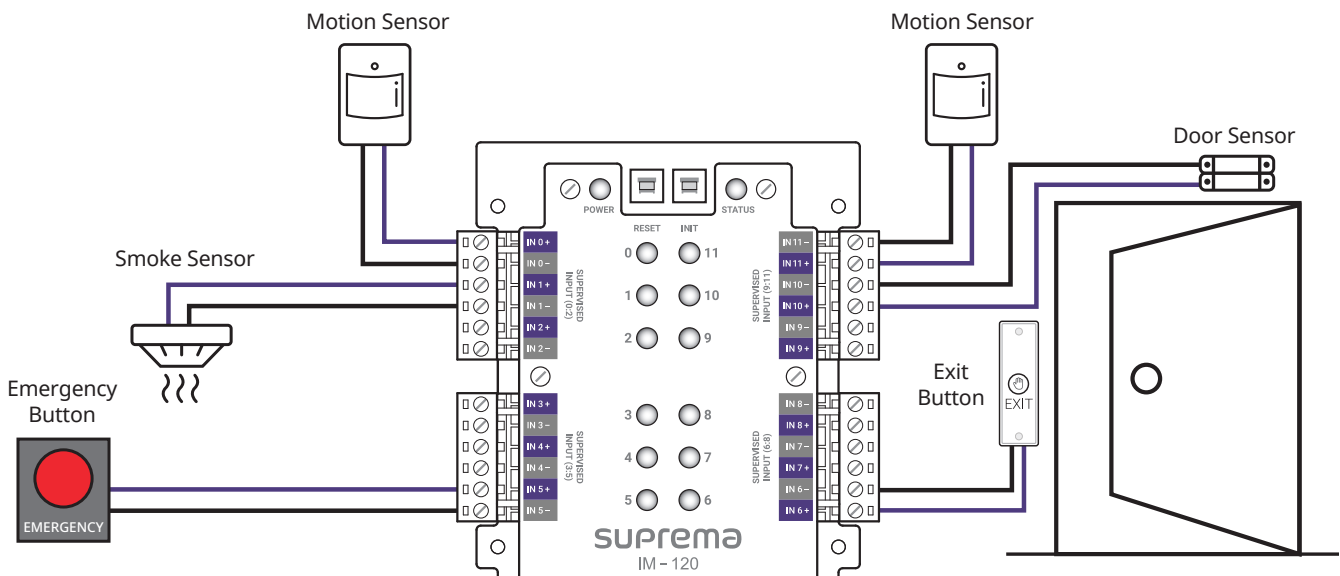 Motion Sensor
Motion Sensor
Door Sensor
Smoke Sensor
Emergency
Button
EMERGENCY
Exit
Button
EXIT
POWER
STATUS
RESET
INIT
IN 0 +
IN 0 –
IN 1 +
IN 1 –
IN 2 +
IN 2 –
SUPERVISED
INPUT (0:2)
IN 3 +
IN 3 –
IN 4 +
IN 4 –
IN 5 +
IN 5 –
SUPERVISED
INPUT (3:5)
0
11
1
10
2
9
3
8
4
7
5
6
SUPERVISED
INPUT (9:11)
IN 11 –
IN 11 +
IN 10 –
IN 10 +
IN 9 –
IN 9 +
SUPERVISED
INPUT (6:8)
IN 8 –
IN 8 +
IN 7 –
IN 7 +
IN 6 –
IN 6 +
suprema
IM – 120